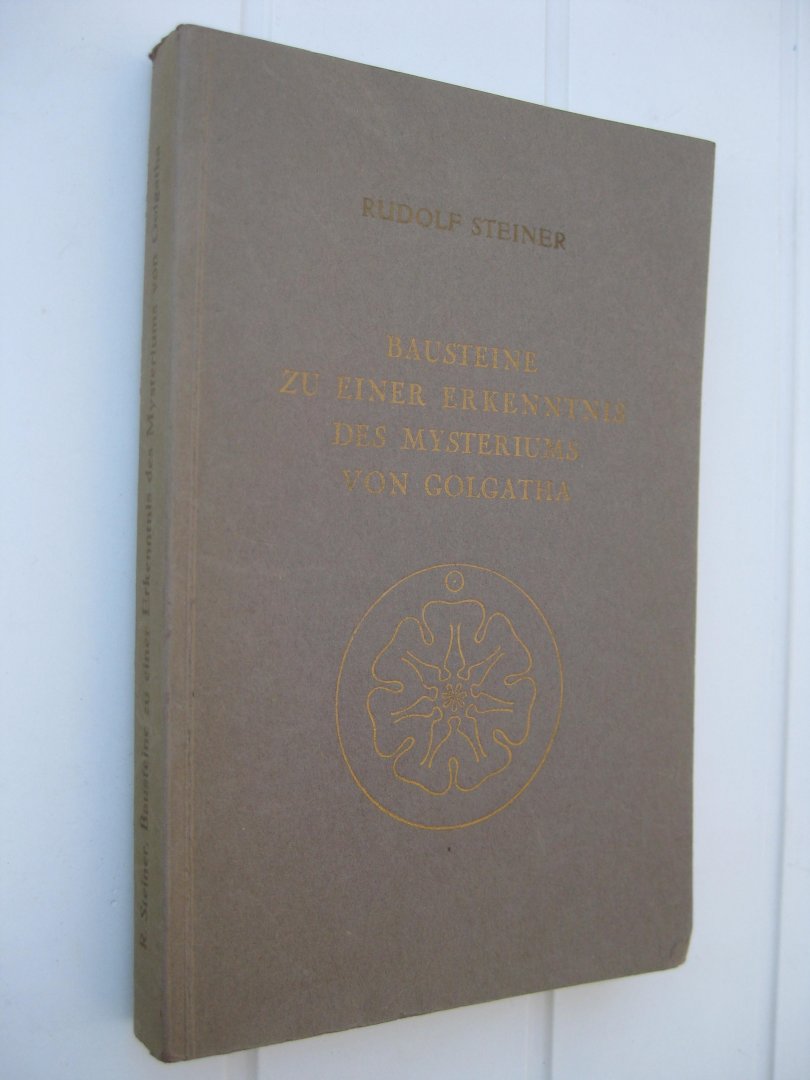 RUDOLF STEINER
BAUSTEINE
ZU EINER ERKENNTNIS
DES MYSTERIUMS
VON GOLGATHA
R. Steiner, Bausteine zu einer Erkenntnis des Mysteriums von Golgatha